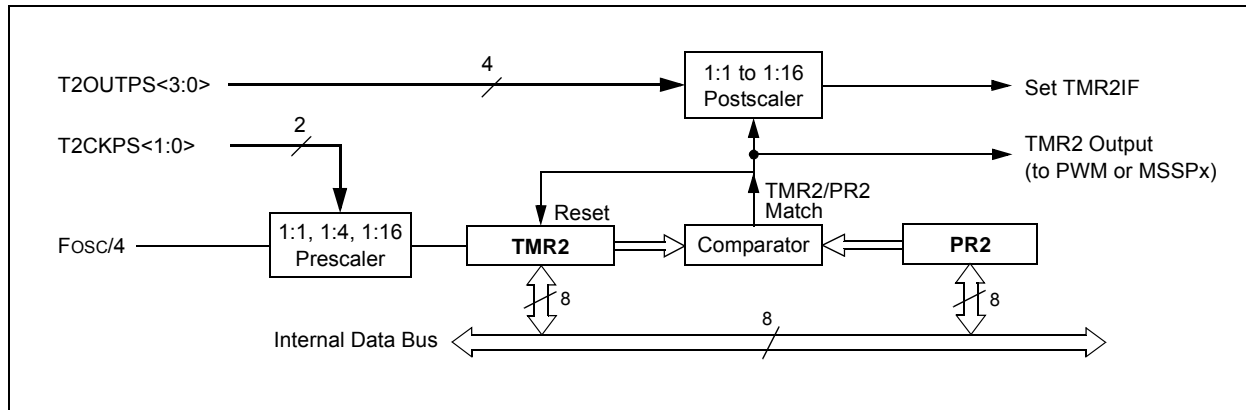 T2OUTPS<3:0>
4
1:1 to 1:16
Postscaler
Set TMR2IF
T2CKPS<1:0>
2
TMR2 Output
(to PWM or MSSPx)
TMR2/PR2
Match
Reset
FOSC/4
1:1, 1:4, 1:16
Prescaler
TMR2
Comparator
PR2
8
8
8
Internal Data Bus